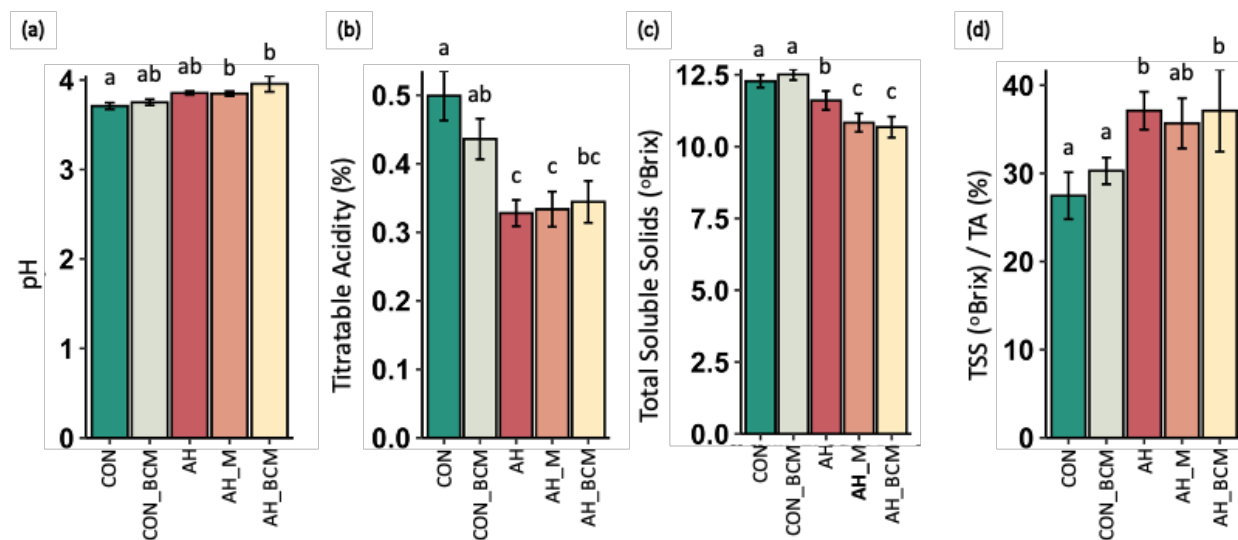 (a)
a ab ab b b
4
3
2
1
0
pH
CON
CON_BCM
AH
AH_M
AH_BCM
(b)
a
ab
c c bc
0.5
0.4
0.3
0.2
0.1
0.0
Titratable Acidity (%)
CON
CON_BCM
AH
AH_M
AH_BCM
(c)
a a b c c
12.5
10.0
7.5
5.0
2.5
0.0
Total Soluble Solids (ºBrix)
CON
CON_BCM
AH
AH_M
AH_BCM
(d)
a a b ab b
40
30
20
10
0
TSS (ºBrix) / TA (%)
CON
CON_BCM
AH
AH_M
AH_BCM